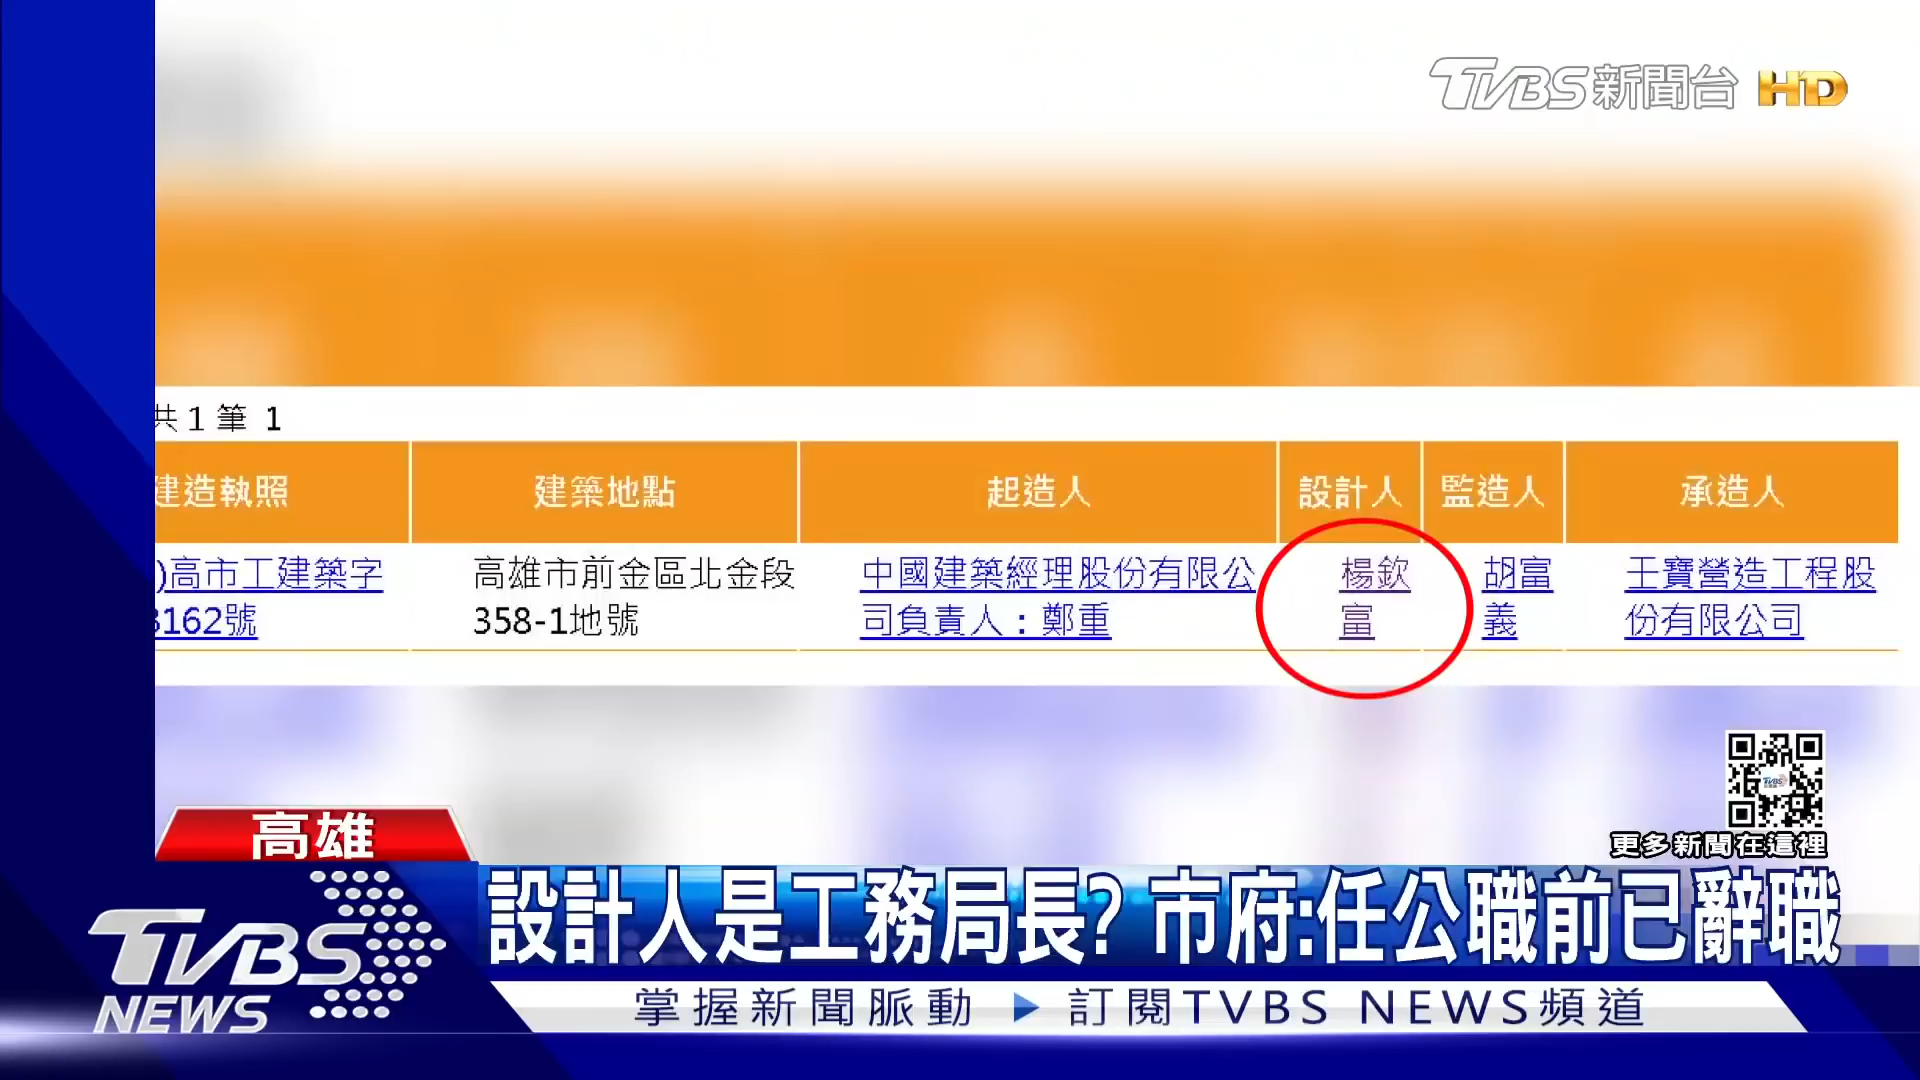 TVBS新聞台 HD
共 1 筆 1
建造執照 建築地點 起造人 設計人 監造人 承造人
)高市工建築字 高雄市前金區北金段 中國建築經理股份有限公 楊欽 胡富 王寶營造工程股
3162號 358-1地號 司負責人：鄭重 富 義 份有限公司
TVBS
更多新聞在這裡
高雄
設計人是工務局長? 市府:任公職前已辭職
TVBS
NEWS
掌握新聞脈動 ▶ 訂閱TVBS NEWS頻道